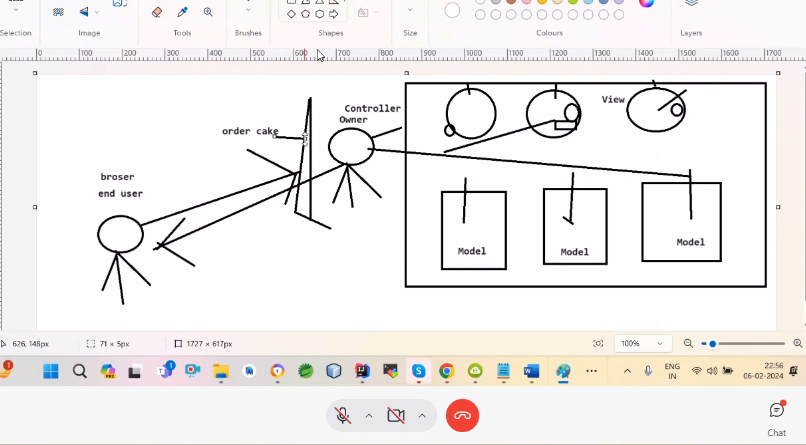 Selection
Image
Tools
Shapes
Size
Colours
Layers
0 100 200 300 400 500 600 700 800 900 1000 1100 1200 1300 1400 1500 1600 1700
Controller
Owner
View
order cake
broser
end user
Model
Model
Model
626, 148px
71 × 5px
1727 × 617px
100%
ENG
IN
22:56
06-02-2024
Chat